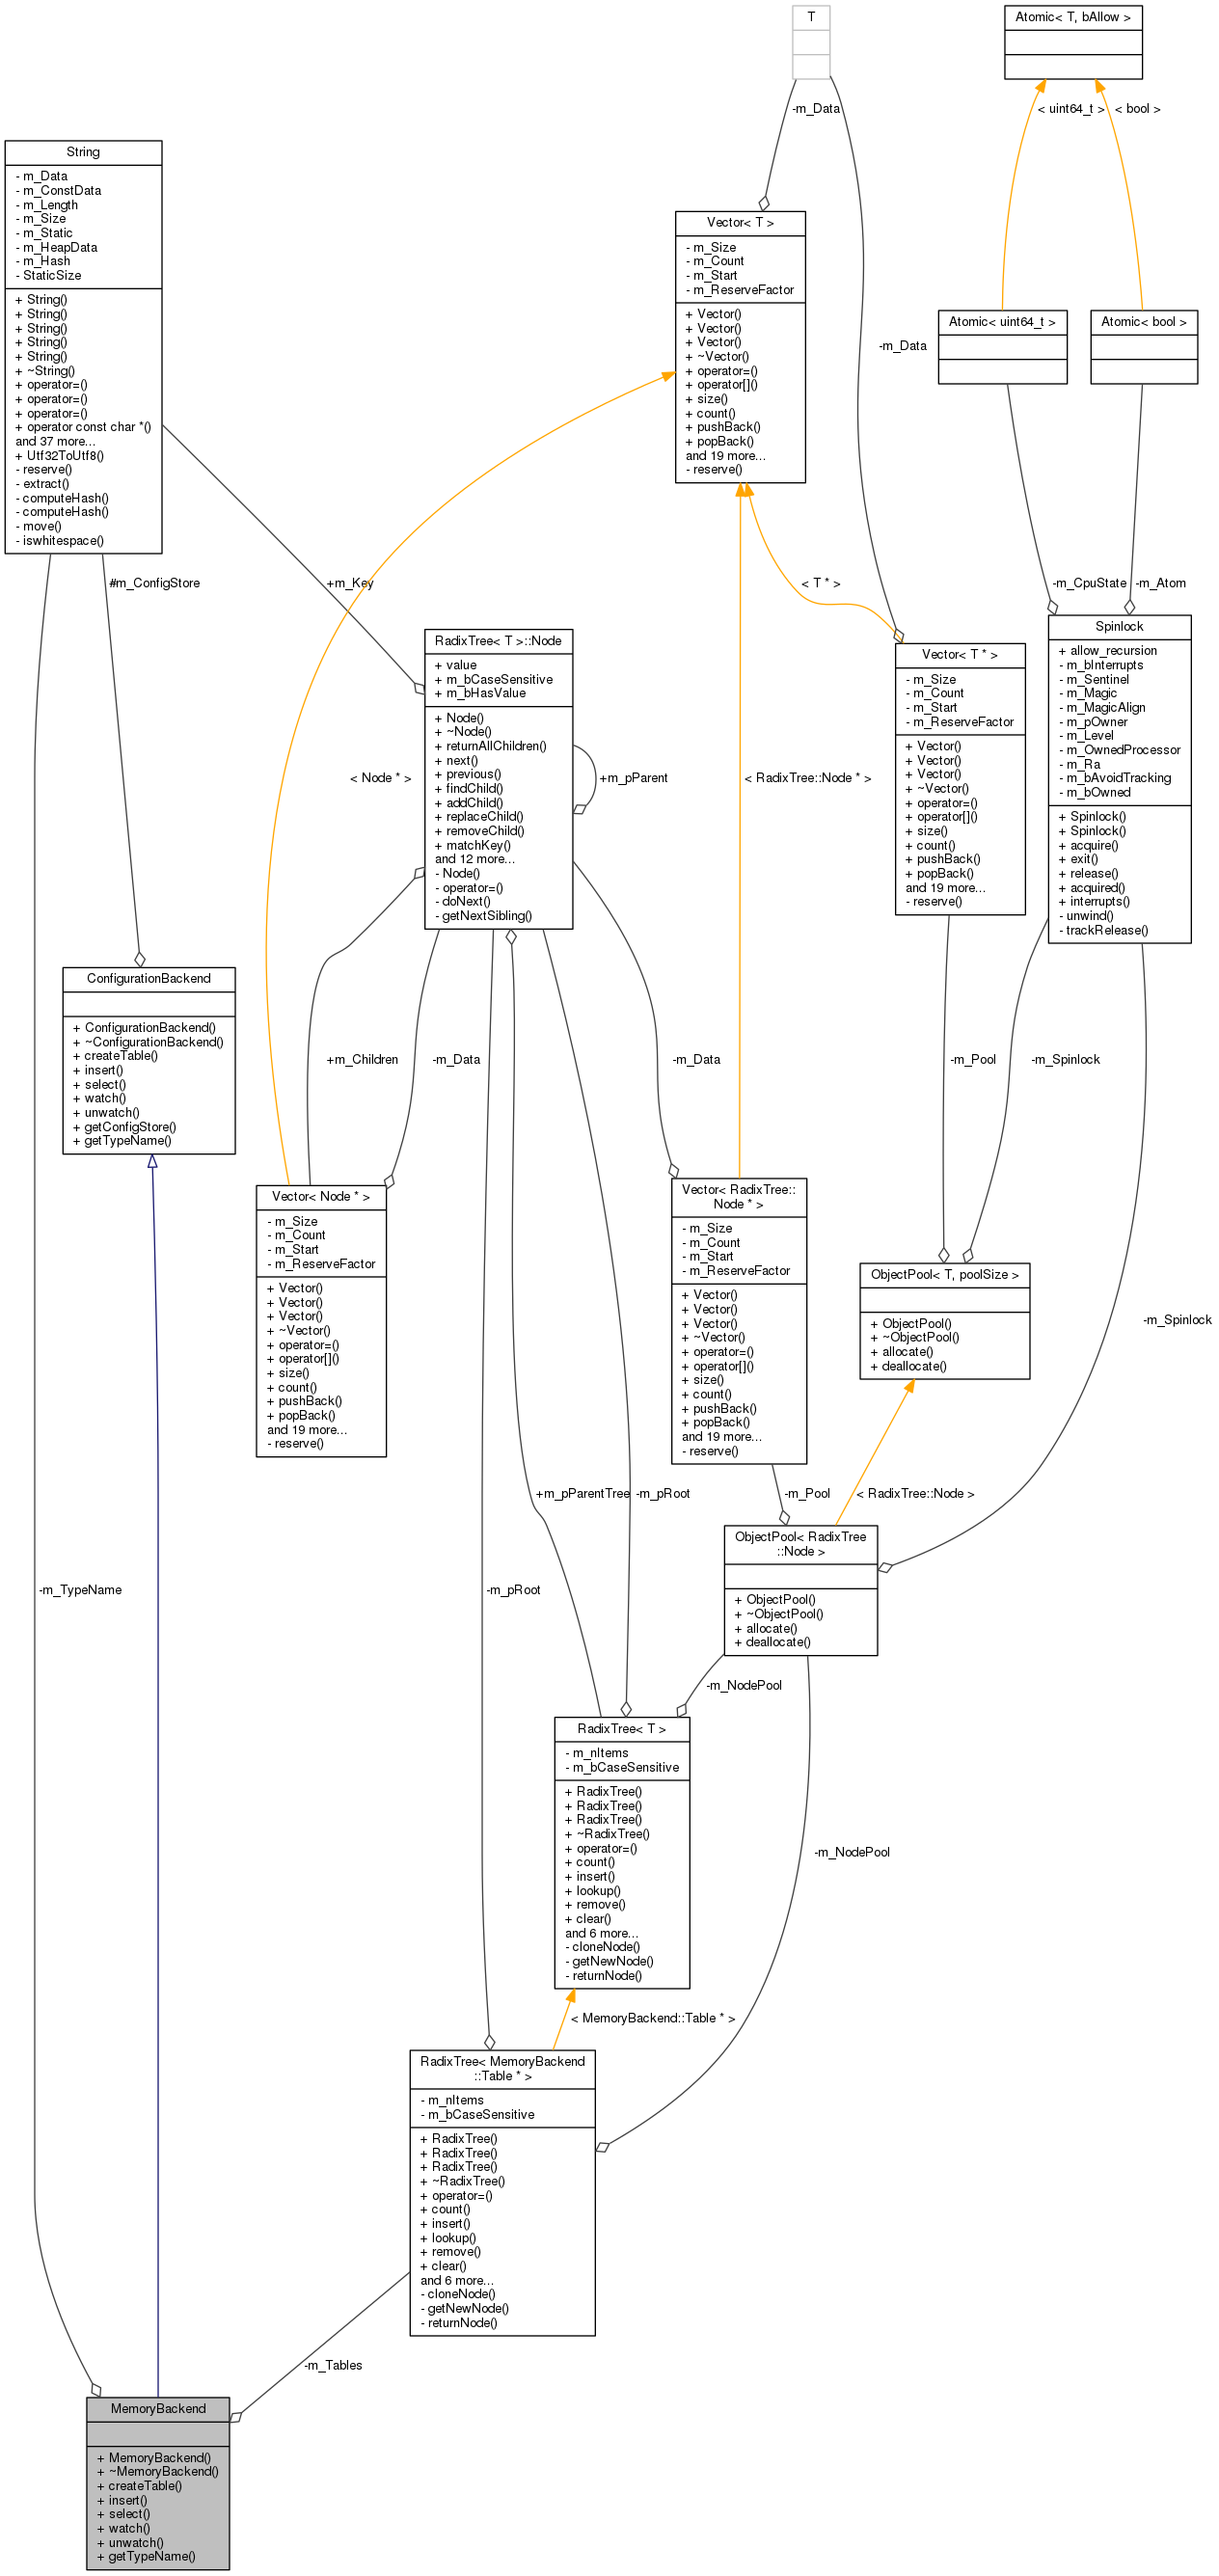 T
Atomic< T, bAllow >
-m_Data
< uint64_t >
< bool >
String
- m_Data
- m_ConstData
- m_Length
- m_Size
- m_Static
- m_HeapData
- m_Hash
- StaticSize
+ String()
+ String()
+ String()
+ String()
+ String()
+ ~String()
+ operator=()
+ operator=()
+ operator=()
+ operator const char *()
and 37 more...
+ Utf32ToUtf8()
- reserve()
- extract()
- computeHash()
- computeHash()
- move()
- iswhitespace()
Vector< T >
- m_Size
- m_Count
- m_Start
- m_ReserveFactor
+ Vector()
+ Vector()
+ Vector()
+ ~Vector()
+ operator=()
+ operator[]()
+ size()
+ count()
+ pushBack()
+ popBack()
and 19 more...
- reserve()
-m_Data
Atomic< uint64_t >
Atomic< bool >
#m_ConfigStore
+m_Key
< T * >
-m_CpuState
-m_Atom
RadixTree< T >::Node
+ value
+ m_bCaseSensitive
+ m_bHasValue
+ Node()
+ ~Node()
+ returnAllChildren()
+ next()
+ previous()
+ findChild()
+ addChild()
+ replaceChild()
+ removeChild()
+ matchKey()
and 12 more...
- Node()
- operator=()
- doNext()
- getNextSibling()
< Node * >
+m_pParent
< RadixTree::Node * >
Vector< T * >
- m_Size
- m_Count
- m_Start
- m_ReserveFactor
+ Vector()
+ Vector()
+ Vector()
+ ~Vector()
+ operator=()
+ operator[]()
+ size()
+ count()
+ pushBack()
+ popBack()
and 19 more...
- reserve()
Spinlock
+ allow_recursion
- m_bInterrupts
- m_Sentinel
- m_Magic
- m_MagicAlign
- m_pOwner
- m_Level
- m_OwnedProcessor
- m_Ra
- m_bAvoidTracking
- m_bOwned
+ Spinlock()
+ Spinlock()
+ acquire()
+ exit()
+ release()
+ acquired()
+ interrupts()
- unwind()
- trackRelease()
ConfigurationBackend
+ ConfigurationBackend()
+ ~ConfigurationBackend()
+ createTable()
+ insert()
+ select()
+ watch()
+ unwatch()
+ getConfigStore()
+ getTypeName()
+m_Children
-m_Data
-m_Data
-m_Pool
-m_Spinlock
Vector< Node * >
- m_Size
- m_Count
- m_Start
- m_ReserveFactor
+ Vector()
+ Vector()
+ Vector()
+ ~Vector()
+ operator=()
+ operator[]()
+ size()
+ count()
+ pushBack()
+ popBack()
and 19 more...
- reserve()
Vector< RadixTree::
Node * >
- m_Size
- m_Count
- m_Start
- m_ReserveFactor
+ Vector()
+ Vector()
+ Vector()
+ ~Vector()
+ operator=()
+ operator[]()
+ size()
+ count()
+ pushBack()
+ popBack()
and 19 more...
- reserve()
ObjectPool< T, poolSize >
+ ObjectPool()
+ ~ObjectPool()
+ allocate()
+ deallocate()
-m_Spinlock
+m_pParentTree
-m_pRoot
-m_Pool
< RadixTree::Node >
-m_TypeName
-m_pRoot
ObjectPool< RadixTree
::Node >
+ ObjectPool()
+ ~ObjectPool()
+ allocate()
+ deallocate()
-m_NodePool
RadixTree< T >
- m_nItems
- m_bCaseSensitive
+ RadixTree()
+ RadixTree()
+ RadixTree()
+ ~RadixTree()
+ operator=()
+ count()
+ insert()
+ lookup()
+ remove()
+ clear()
and 6 more...
- cloneNode()
- getNewNode()
- returnNode()
-m_NodePool
< MemoryBackend::Table * >
RadixTree< MemoryBackend
::Table * >
- m_nItems
- m_bCaseSensitive
+ RadixTree()
+ RadixTree()
+ RadixTree()
+ ~RadixTree()
+ operator=()
+ count()
+ insert()
+ lookup()
+ remove()
+ clear()
and 6 more...
- cloneNode()
- getNewNode()
- returnNode()
-m_Tables
MemoryBackend
+ MemoryBackend()
+ ~MemoryBackend()
+ createTable()
+ insert()
+ select()
+ watch()
+ unwatch()
+ getTypeName()